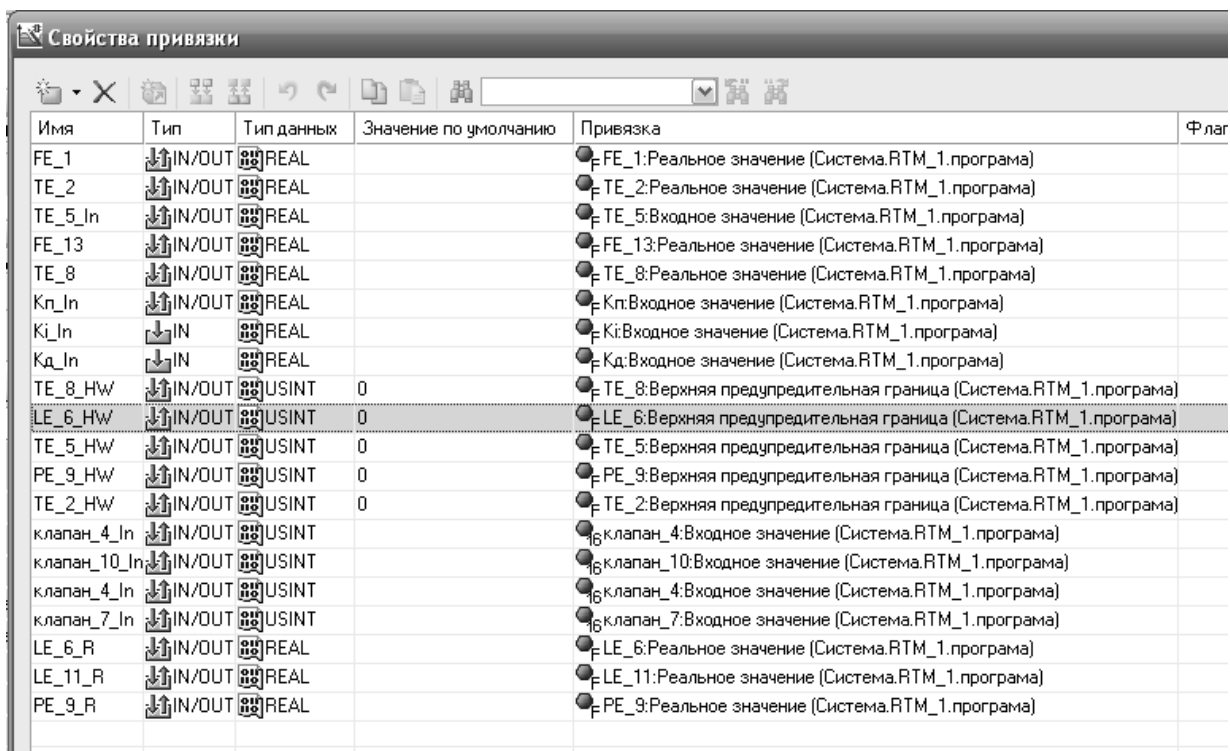 Свойства привязки
Имя Тип Тип данных Значение по умолчанию Привязка Флаг
FE_1 IN/OUT REAL FE_1:Реальное значение (Система.RTM_1.програма)
TE_2 IN/OUT REAL TE_2:Реальное значение (Система.RTM_1.програма)
TE_5_In IN/OUT REAL TE_5:Входное значение (Система.RTM_1.програма)
FE_13 IN/OUT REAL FE_13:Реальное значение (Система.RTM_1.програма)
TE_8 IN/OUT REAL TE_8:Реальное значение (Система.RTM_1.програма)
Кп_In IN/OUT REAL Кп:Входное значение (Система.RTM_1.програма)
Ki_In IN REAL Ki:Входное значение (Система.RTM_1.програма)
Кд_In IN REAL Кд:Входное значение (Система.RTM_1.програма)
TE_8_HW IN/OUT USINT 0 TE_8:Верхняя предупредительная граница (Система.RTM_1.програма)
LE_6_HW IN/OUT USINT 0 LE_6:Верхняя предупредительная граница (Система.RTM_1.програма)
TE_5_HW IN/OUT USINT 0 TE_5:Верхняя предупредительная граница (Система.RTM_1.програма)
PE_9_HW IN/OUT USINT 0 PE_9:Верхняя предупредительная граница (Система.RTM_1.програма)
TE_2_HW IN/OUT USINT 0 TE_2:Верхняя предупредительная граница (Система.RTM_1.програма)
клапан_4_In IN/OUT USINT клапан_4:Входное значение (Система.RTM_1.програма)
клапан_10_In IN/OUT USINT клапан_10:Входное значение (Система.RTM_1.програма)
клапан_4_In IN/OUT USINT клапан_4:Входное значение (Система.RTM_1.програма)
клапан_7_In IN/OUT USINT клапан_7:Входное значение (Система.RTM_1.програма)
LE_6_R IN/OUT REAL LE_6:Реальное значение (Система.RTM_1.програма)
LE_11_R IN/OUT REAL LE_11:Реальное значение (Система.RTM_1.програма)
PE_9_R IN/OUT REAL PE_9:Реальное значение (Система.RTM_1.програма)